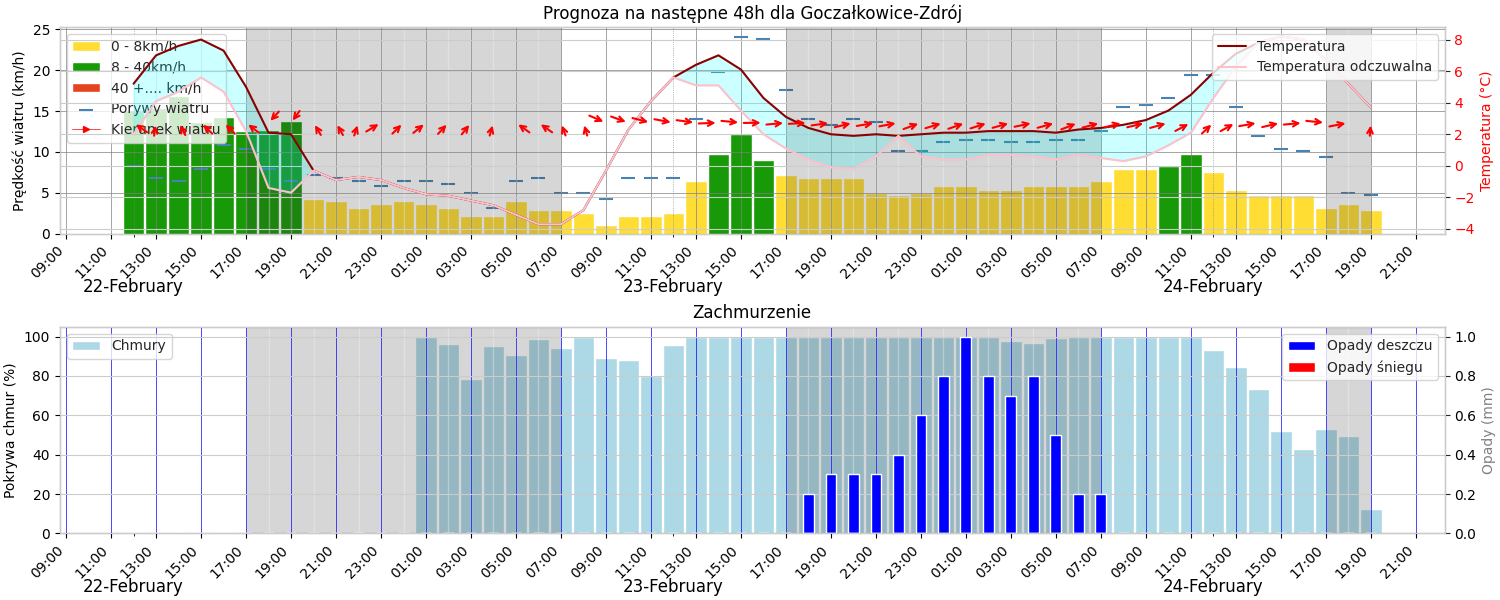 Prognoza na następne 48h dla Goczałkowice-Zdrój
Prędkość wiatru (km/h)
25
20
15
10
5
0
0 - 8km/h
8 - 40km/h
40 +.... km/h
Porywy wiatru
Kierunek wiatru
Temperatura
Temperatura odczuwalna
8
6
4
2
0
−2
−4
Temperatura (°C)
09:00 11:00 13:00 15:00 17:00 19:00 21:00 23:00 01:00 03:00 05:00 07:00 09:00 11:00 13:00 15:00 17:00 19:00 21:00 23:00 01:00 03:00 05:00 07:00 09:00 11:00 13:00 15:00 17:00 19:00 21:00
22-February 23-February 24-February
Zachmurzenie
Pokrywa chmur (%)
100
80
60
40
20
0
Chmury
Opady deszczu
Opady śniegu
1.0
0.8
0.6
0.4
0.2
0.0
Opady (mm)
09:00 11:00 13:00 15:00 17:00 19:00 21:00 23:00 01:00 03:00 05:00 07:00 09:00 11:00 13:00 15:00 17:00 19:00 21:00 23:00 01:00 03:00 05:00 07:00 09:00 11:00 13:00 15:00 17:00 19:00 21:00
22-February 23-February 24-February